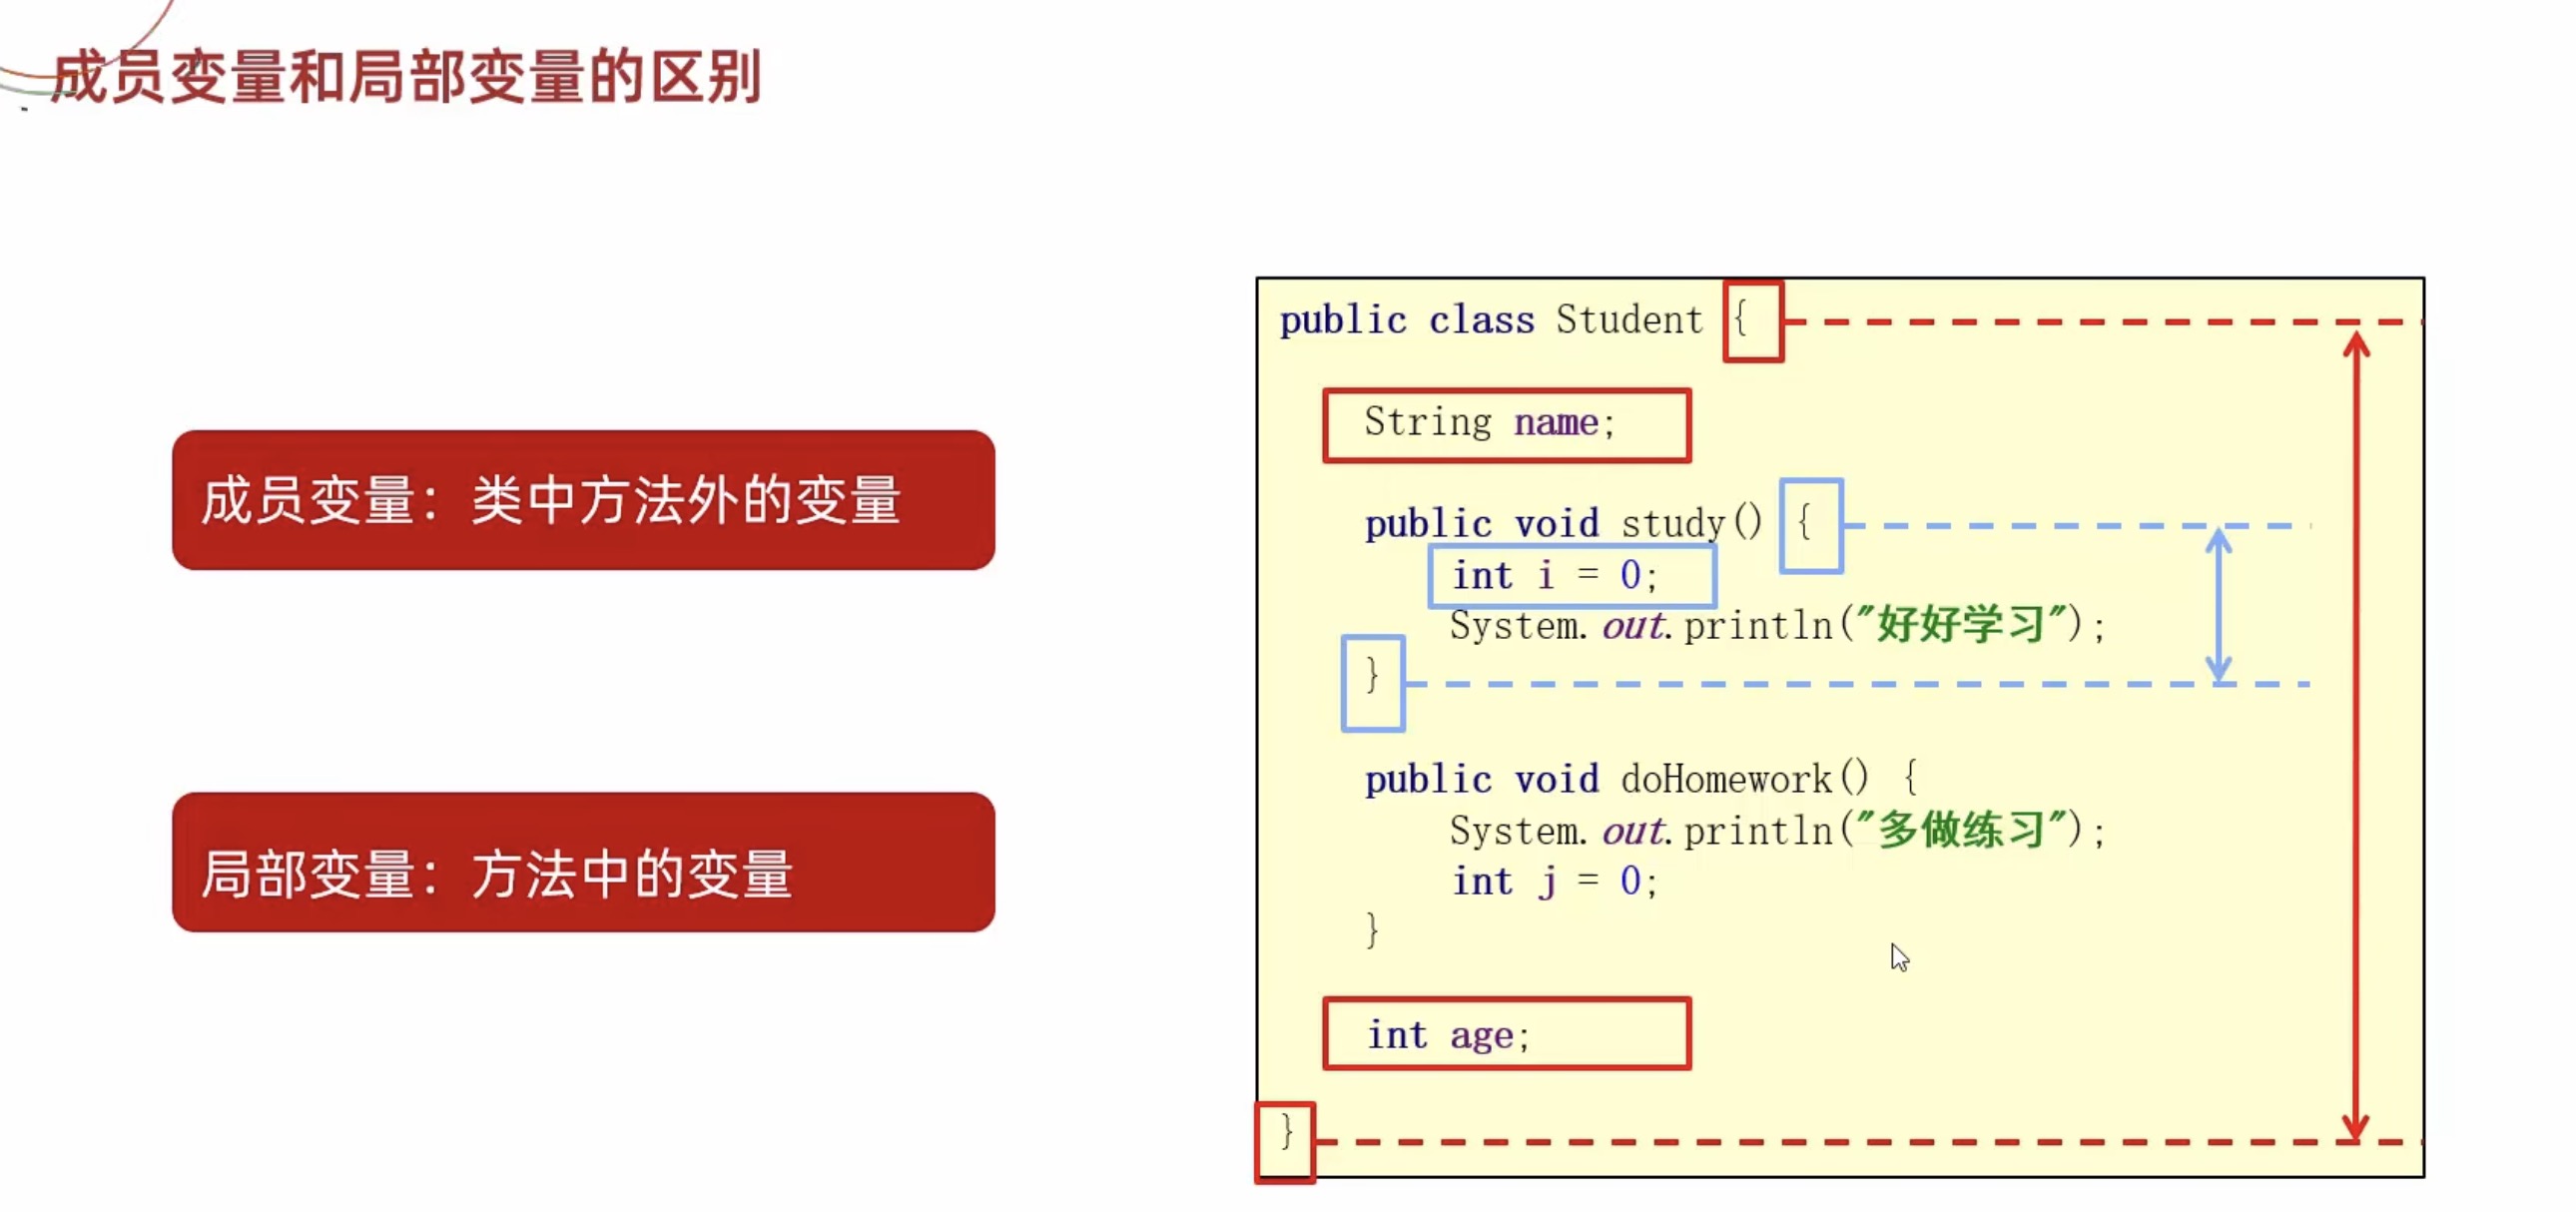 成员变量和局部变量的区别
成员变量：类中方法外的变量
局部变量：方法中的变量
public class Student {
String name;
public void study() {
int i = 0;
System.out.println("好好学习");
}
public void doHomework() {
System.out.println("多做练习");
int j = 0;
}
int age;
}